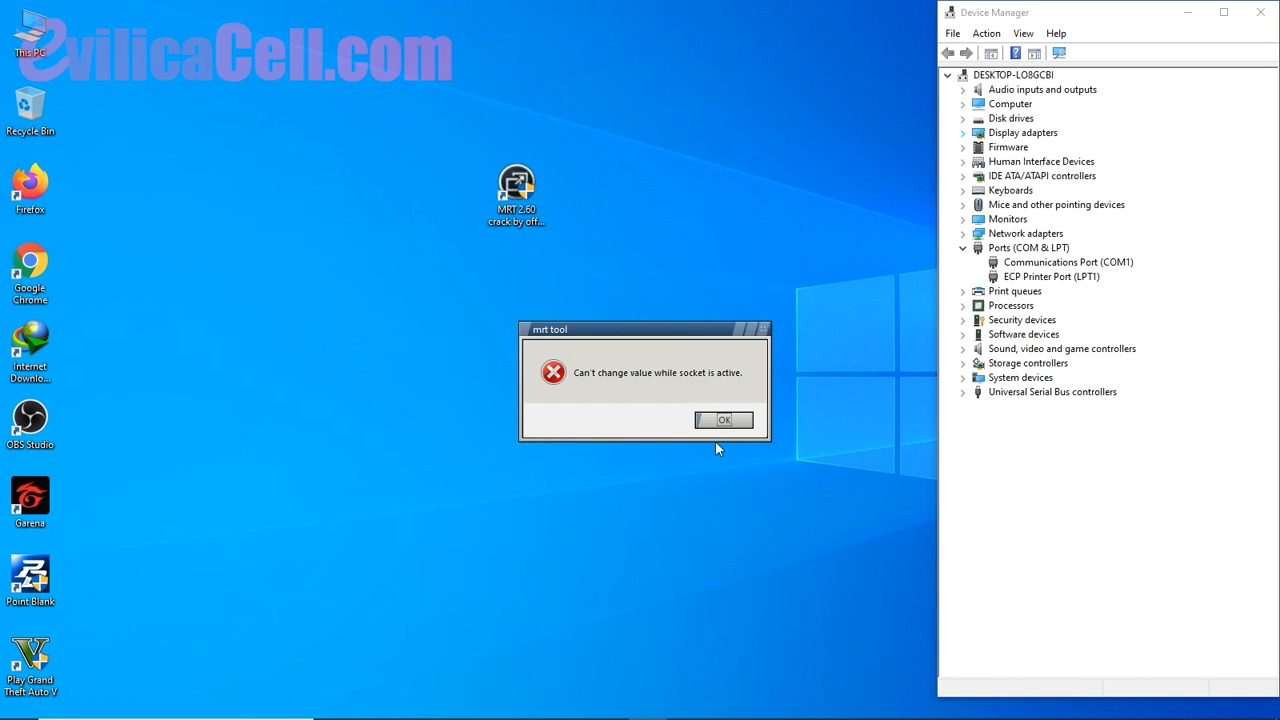 evilicaCell.com
This PC
Recycle Bin
Firefox
Google
Chrome
Internet
Downlo...
OBS Studio
Garena
Point Blank
Play Grand
Theft Auto V
MRT 2.60
crack by off...
mrt tool
Can't change value while socket is active.
OK
Device Manager
File Action View Help
DESKTOP-LO8GCBI
Audio inputs and outputs
Computer
Disk drives
Display adapters
Firmware
Human Interface Devices
IDE ATA/ATAPI controllers
Keyboards
Mice and other pointing devices
Monitors
Network adapters
Ports (COM & LPT)
Communications Port (COM1)
ECP Printer Port (LPT1)
Print queues
Processors
Security devices
Software devices
Sound, video and game controllers
Storage controllers
System devices
Universal Serial Bus controllers